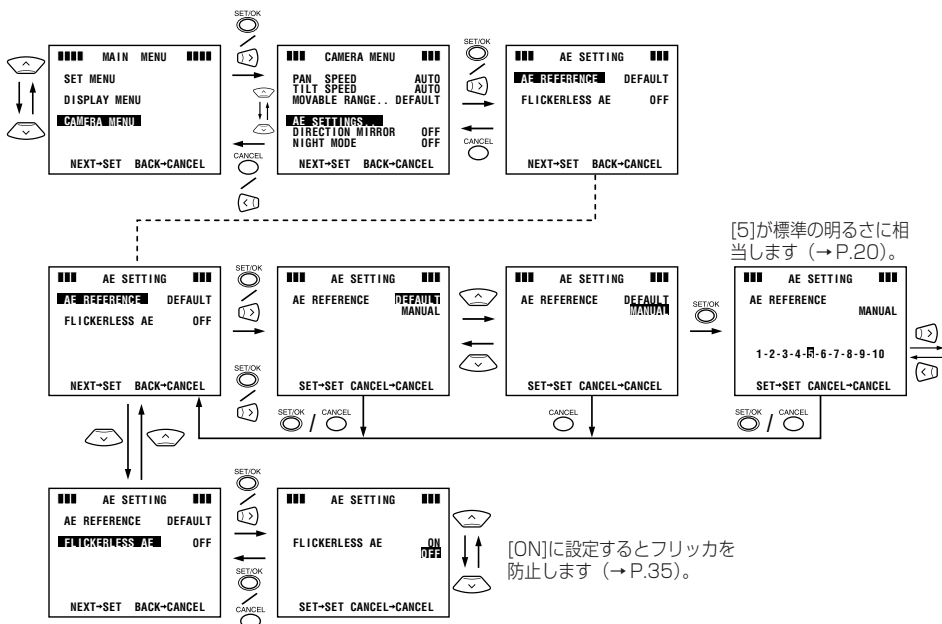 SET/OK
MAIN MENU
SET MENU
DISPLAY MENU
CAMERA MENU
NEXT→SET BACK→CANCEL
CANCEL
CAMERA MENU
PAN SPEED AUTO
TILT SPEED AUTO
MOVABLE RANGE.. DEFAULT
AE SETTINGS..
DIRECTION MIRROR OFF
NIGHT MODE OFF
NEXT→SET BACK→CANCEL
SET/OK
CANCEL
AE SETTING
AE REFERENCE DEFAULT
FLICKERLESS AE OFF
NEXT→SET BACK→CANCEL
[5]が標準の明るさに相
当します（→P.20）。
AE SETTING
AE REFERENCE DEFAULT
FLICKERLESS AE OFF
NEXT→SET BACK→CANCEL
SET/OK
SET/OK
AE SETTING
AE REFERENCE DEFAULT
MANUAL
SET→SET CANCEL→CANCEL
SET/OK / CANCEL
AE SETTING
AE REFERENCE DEFAULT
MANUAL
SET→SET CANCEL→CANCEL
CANCEL
SET/OK
AE SETTING
AE REFERENCE
MANUAL
1-2-3-4-5-6-7-8-9-10
SET→SET CANCEL→CANCEL
SET/OK / CANCEL
AE SETTING
AE REFERENCE DEFAULT
FLICKERLESS AE OFF
NEXT→SET BACK→CANCEL
SET/OK
SET/OK
CANCEL
AE SETTING
FLICKERLESS AE ON
OFF
SET→SET CANCEL→CANCEL
[ON]に設定するとフリッカを
防止します（→P.35）。